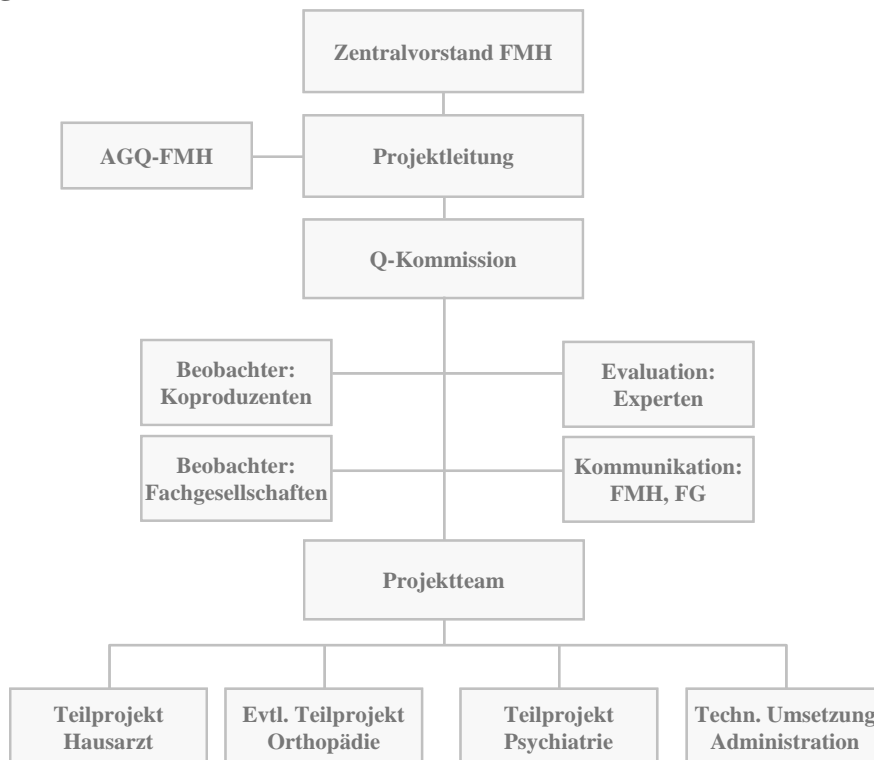 Zentralvorstand FMH
AGQ-FMH
Projektleitung
Q-Kommission
Beobachter:
Koproduzenten
Evaluation:
Experten
Beobachter:
Fachgesellschaften
Kommunikation:
FMH, FG
Projektteam
Teilprojekt
Hausarzt
Evtl. Teilprojekt
Orthopädie
Teilprojekt
Psychiatrie
Techn. Umsetzung
Administration